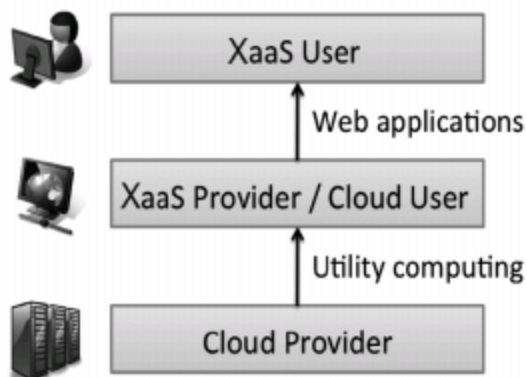 XaaS User
Web applications
XaaS Provider / Cloud User
Utility computing
Cloud Provider